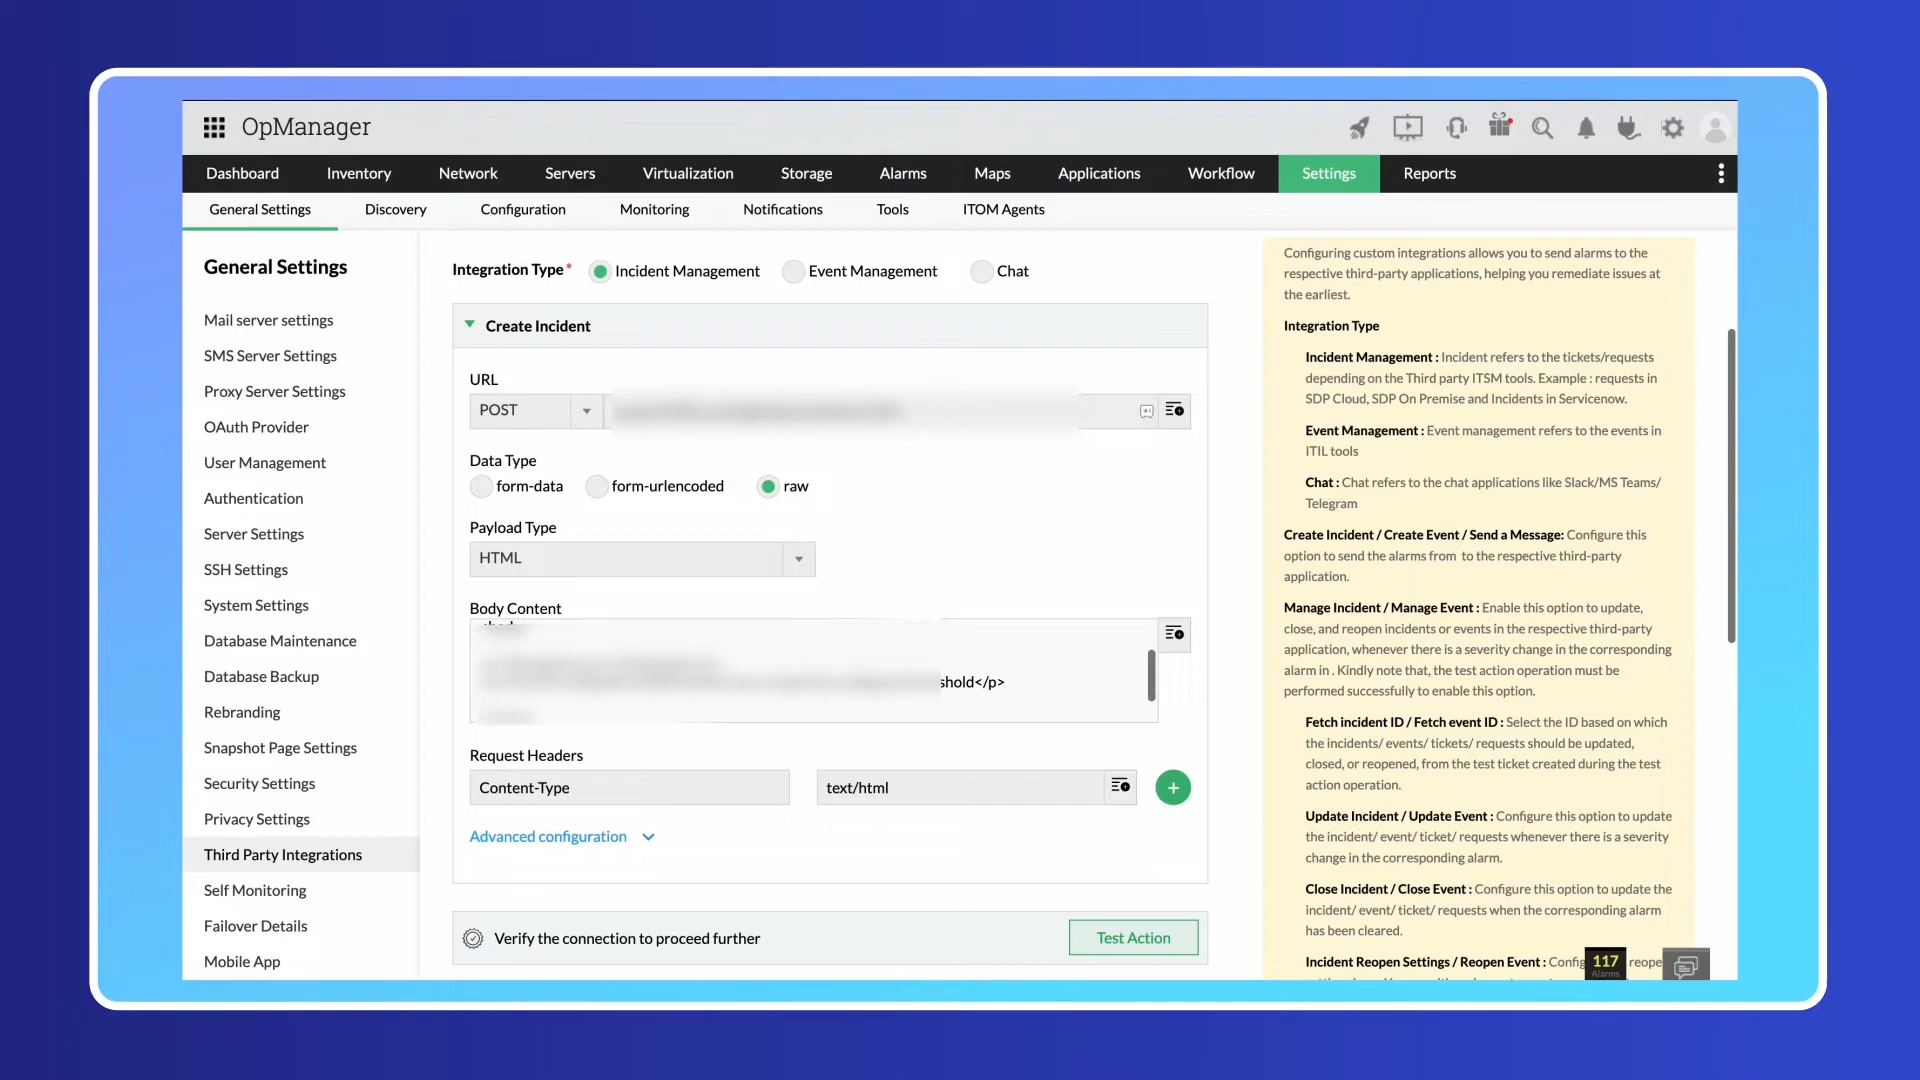 OpManager
Dashboard Inventory Network Servers Virtualization Storage Alarms Maps Applications Workflow Settings Reports
General Settings Discovery Configuration Monitoring Notifications Tools ITOM Agents
General Settings
Mail server settings
SMS Server Settings
Proxy Server Settings
OAuth Provider
User Management
Authentication
Server Settings
SSH Settings
System Settings
Database Maintenance
Database Backup
Rebranding
Snapshot Page Settings
Security Settings
Privacy Settings
Third Party Integrations
Self Monitoring
Failover Details
Mobile App
Integration Type* Incident Management Event Management Chat
Create Incident
URL
POST
Data Type
form-data form-urlencoded raw
Payload Type
HTML
Body Content
shold</p>
Request Headers
Content-Type text/html
Advanced configuration
Verify the connection to proceed further Test Action
Configuring custom integrations allows you to send alarms to the
respective third-party applications, helping you remediate issues at
the earliest.
Integration Type
Incident Management : Incident refers to the tickets/requests
depending on the Third party ITSM tools. Example : requests in
SDP Cloud, SDP On Premise and Incidents in Servicenow.
Event Management : Event management refers to the events in
ITIL tools
Chat : Chat refers to the chat applications like Slack/MS Teams/
Telegram
Create Incident / Create Event / Send a Message: Configure this
option to send the alarms from to the respective third-party
application.
Manage Incident / Manage Event : Enable this option to update,
close, and reopen incidents or events in the respective third-party
application, whenever there is a severity change in the corresponding
alarm in . Kindly note that, the test action operation must be
performed successfully to enable this option.
Fetch incident ID / Fetch event ID : Select the ID based on which
the incidents/ events/ tickets/ requests should be updated,
closed, or reopened, from the test ticket created during the test
action operation.
Update Incident / Update Event : Configure this option to update
the incident/ event/ ticket/ requests whenever there is a severity
change in the corresponding alarm.
Close Incident / Close Event : Configure this option to update the
incident/ event/ ticket/ requests when the corresponding alarm
has been cleared.
Incident Reopen Settings / Reopen Event : Config reope
117
Alarms